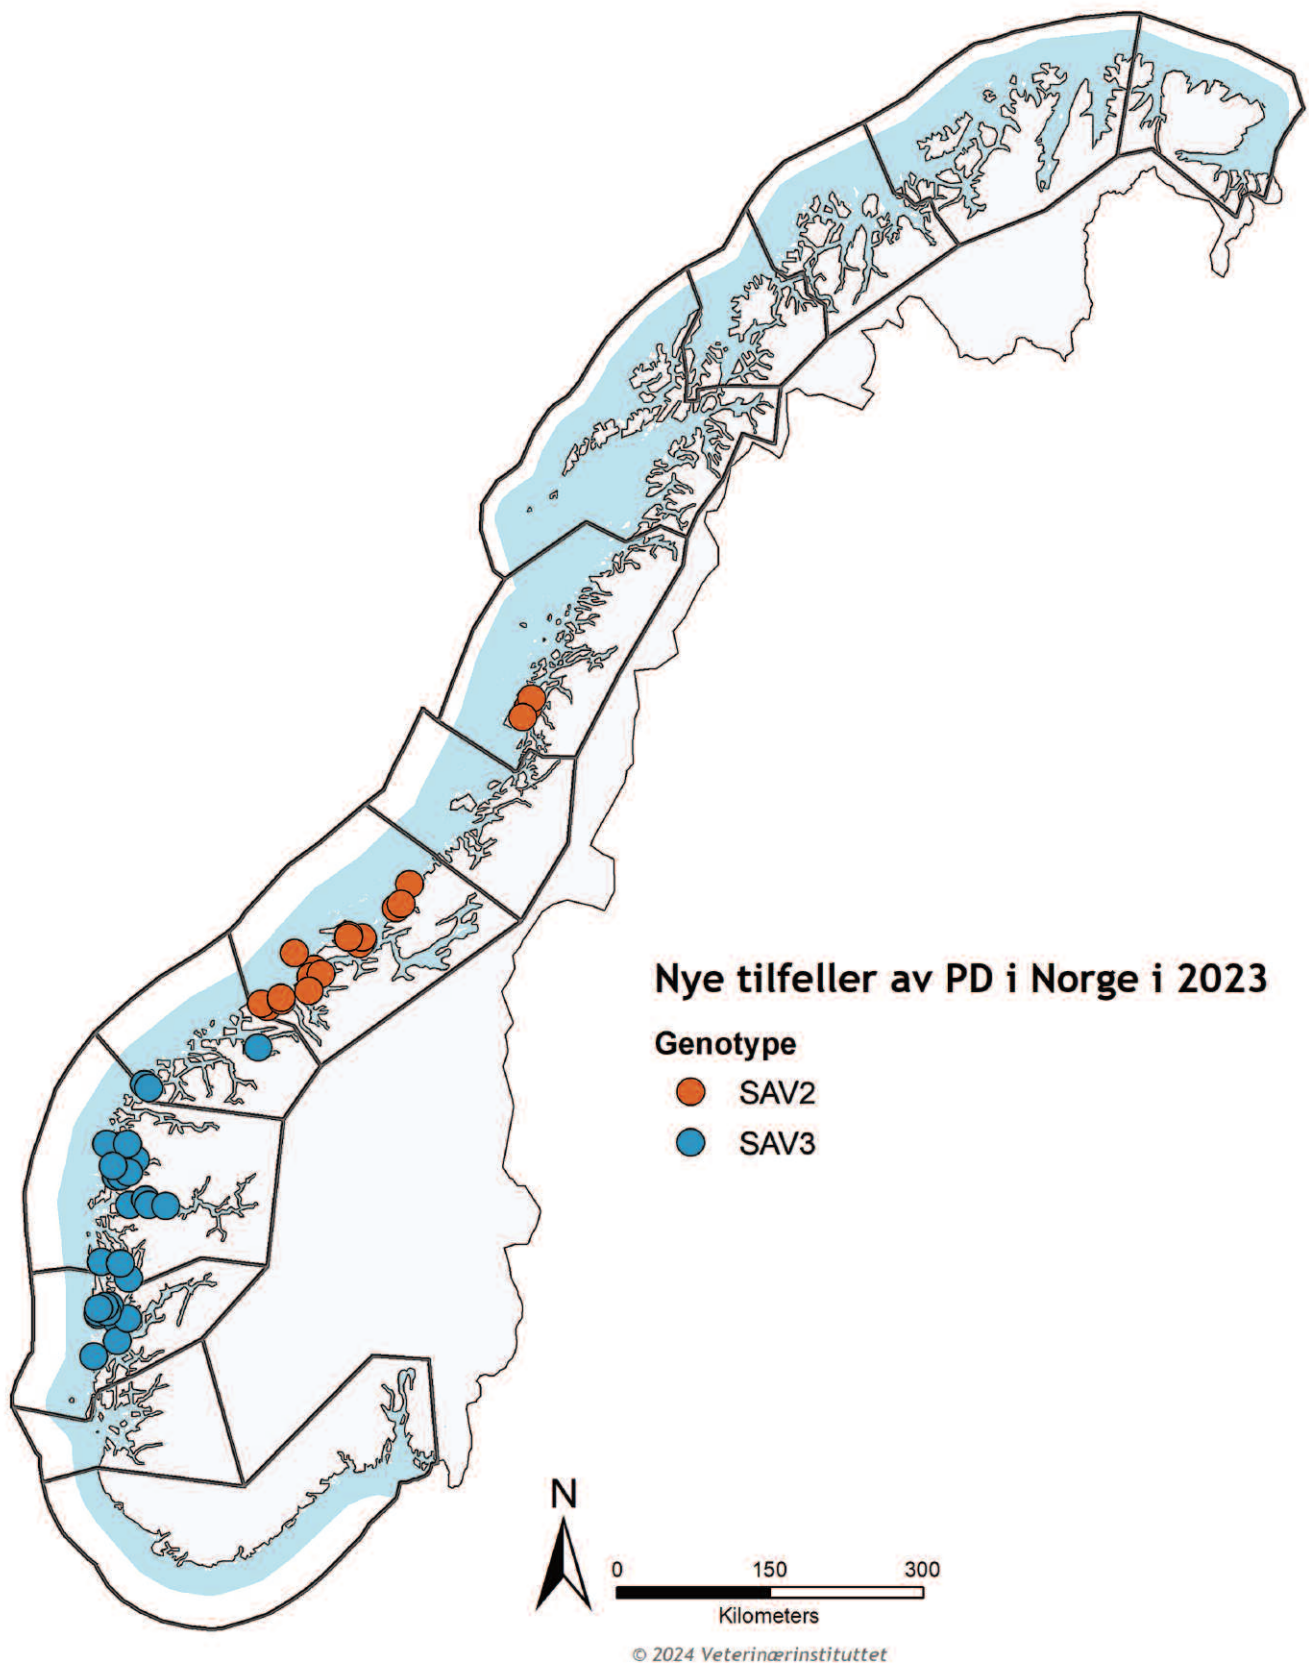 Nye tilfeller av PD i Norge i 2023
Genotype
SAV2
SAV3
N
0 150 300
Kilometers
© 2024 Veterinærinstituttet